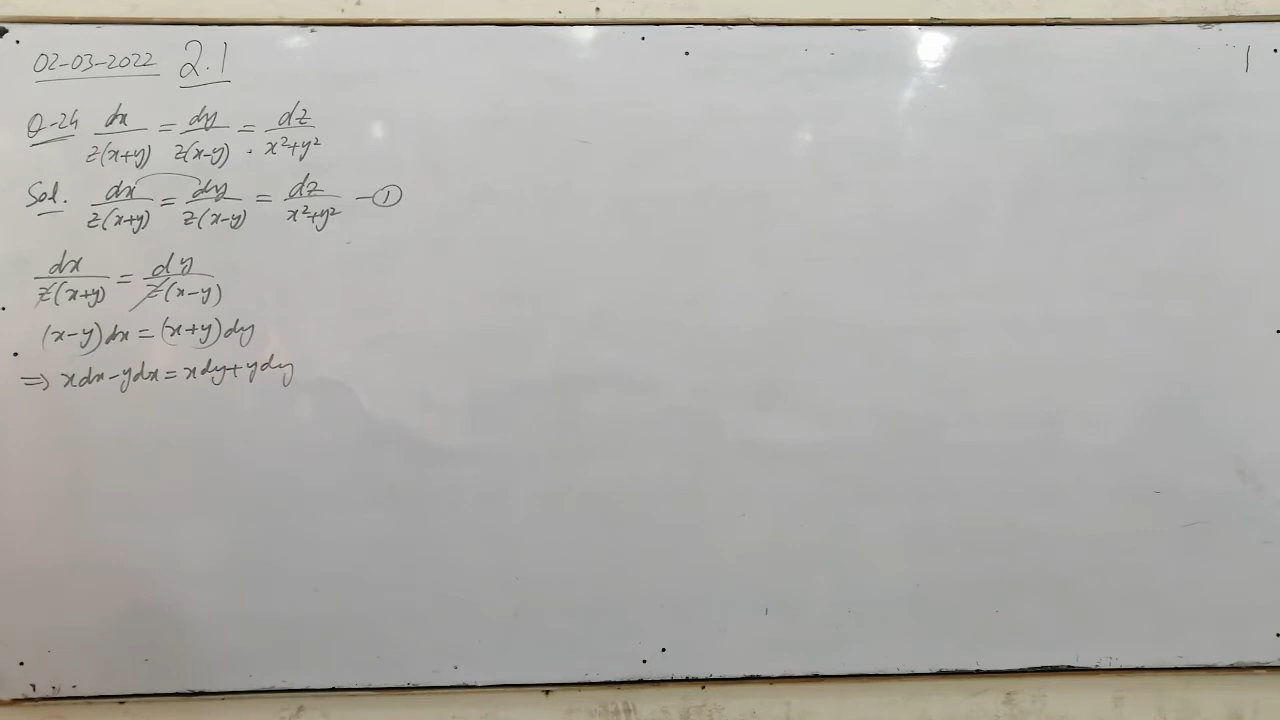 02-03-2022 2.1
1
Q-24 dx/z(x+y) = dy/z(x-y) = dz/x²+y²
Sol. dx/z(x+y) = dy/z(x-y) = dz/x²+y² — ①
dx/z(x+y) = dy/z(x-y)
(x-y)dx = (x+y)dy
⇒ xdx-ydx = xdy+ydy